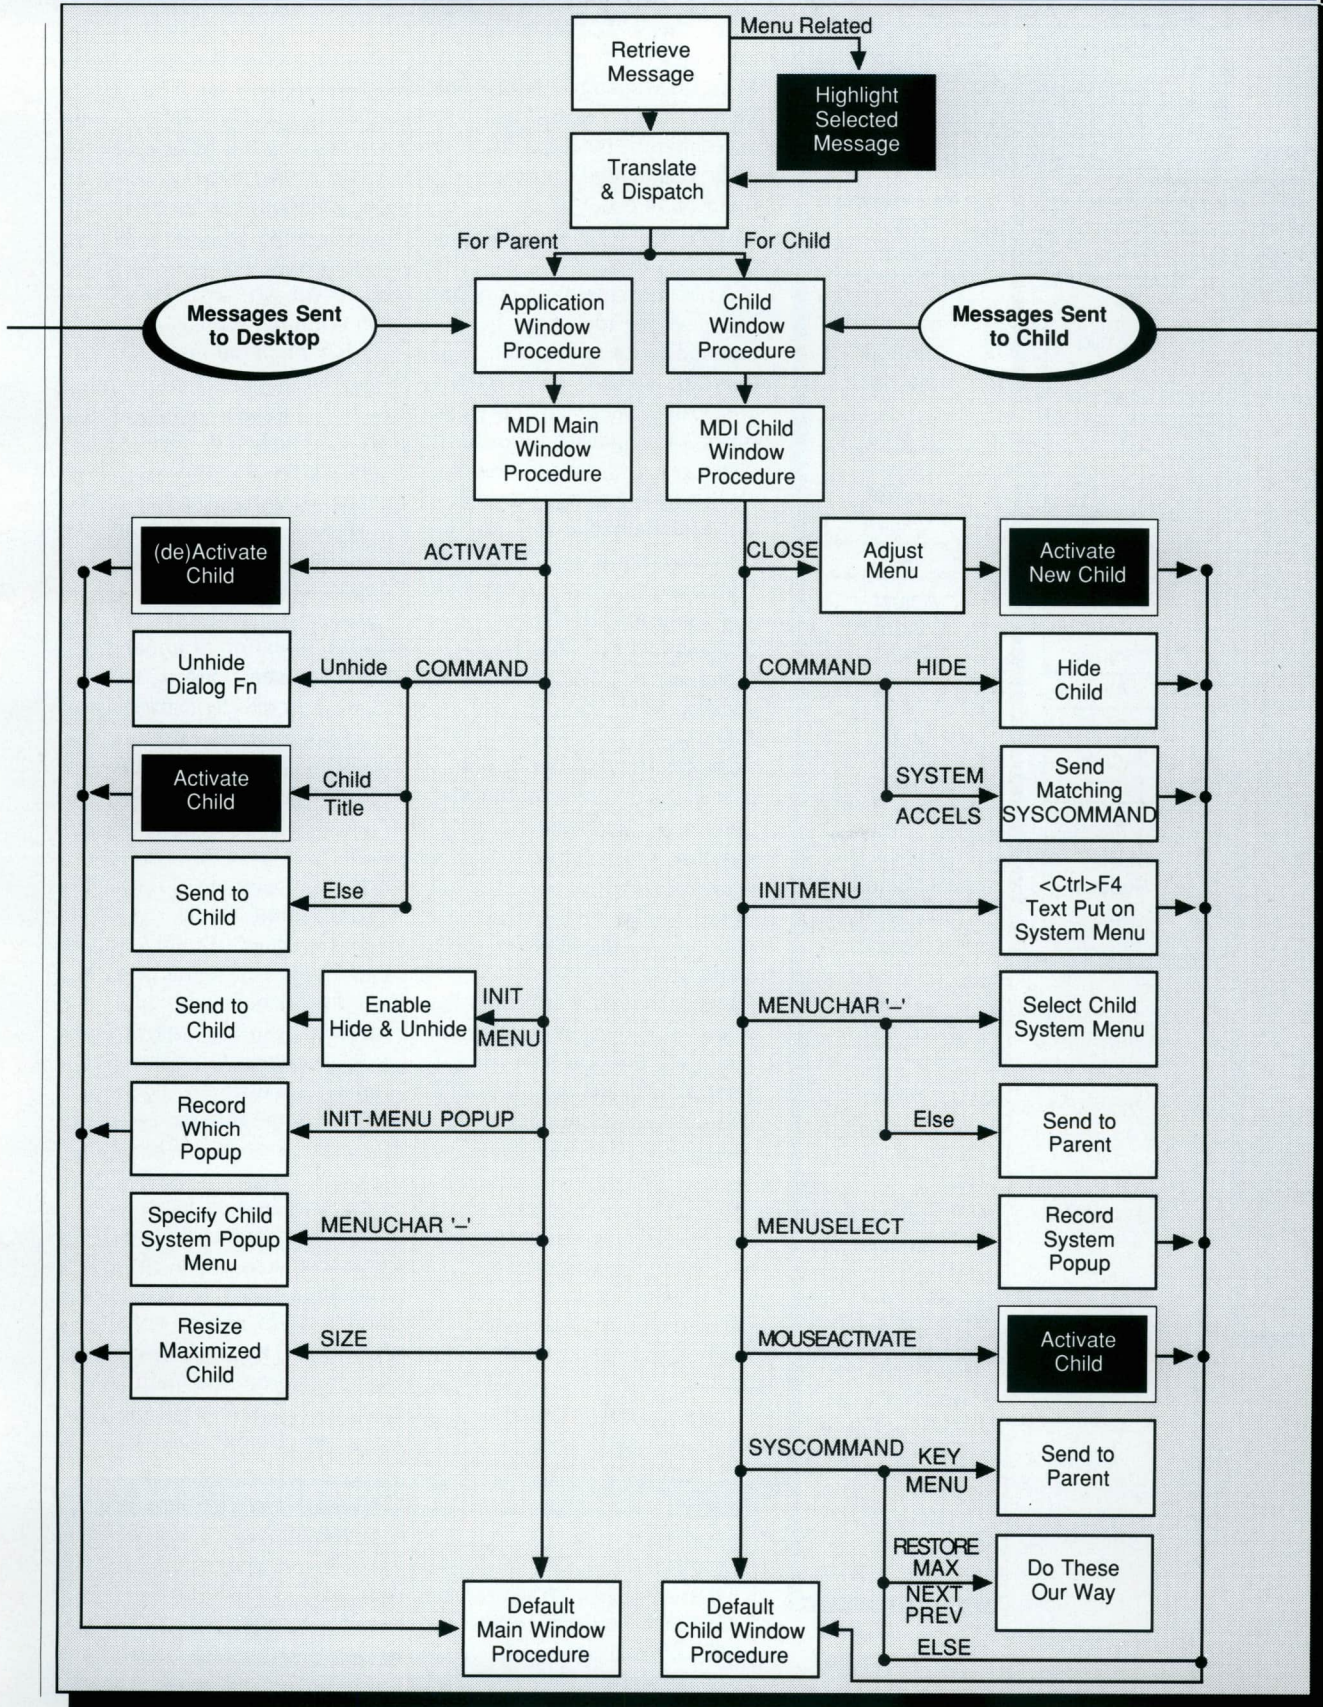 Menu Related
Retrieve
Message
Highlight
Selected
Message
Translate
& Dispatch
For Parent
For Child
Messages Sent
to Desktop
Application
Window
Procedure
Child
Window
Procedure
Messages Sent
to Child
MDI Main
Window
Procedure
MDI Child
Window
Procedure
(de)Activate
Child
ACTIVATE
Unhide
Dialog Fn
Unhide
COMMAND
Activate
Child
Child
Title
Send to
Child
Else
Send to
Child
Enable
Hide & Unhide
INIT
MENU
Record
Which
Popup
INIT-MENU POPUP
Specify Child
System Popup
Menu
MENUCHAR '–'
Resize
Maximized
Child
SIZE
Default
Main Window
Procedure
CLOSE
Adjust
Menu
Activate
New Child
COMMAND
HIDE
Hide
Child
SYSTEM
ACCELS
Send
Matching
SYSCOMMAND
INITMENU
<Ctrl>F4
Text Put on
System Menu
MENUCHAR '–'
Select Child
System Menu
Else
Send to
Parent
MENUSELECT
Record
System
Popup
MOUSEACTIVATE
Activate
Child
SYSCOMMAND
KEY
MENU
Send to
Parent
RESTORE
MAX
NEXT
PREV
Do These
Our Way
ELSE
Default
Child Window
Procedure